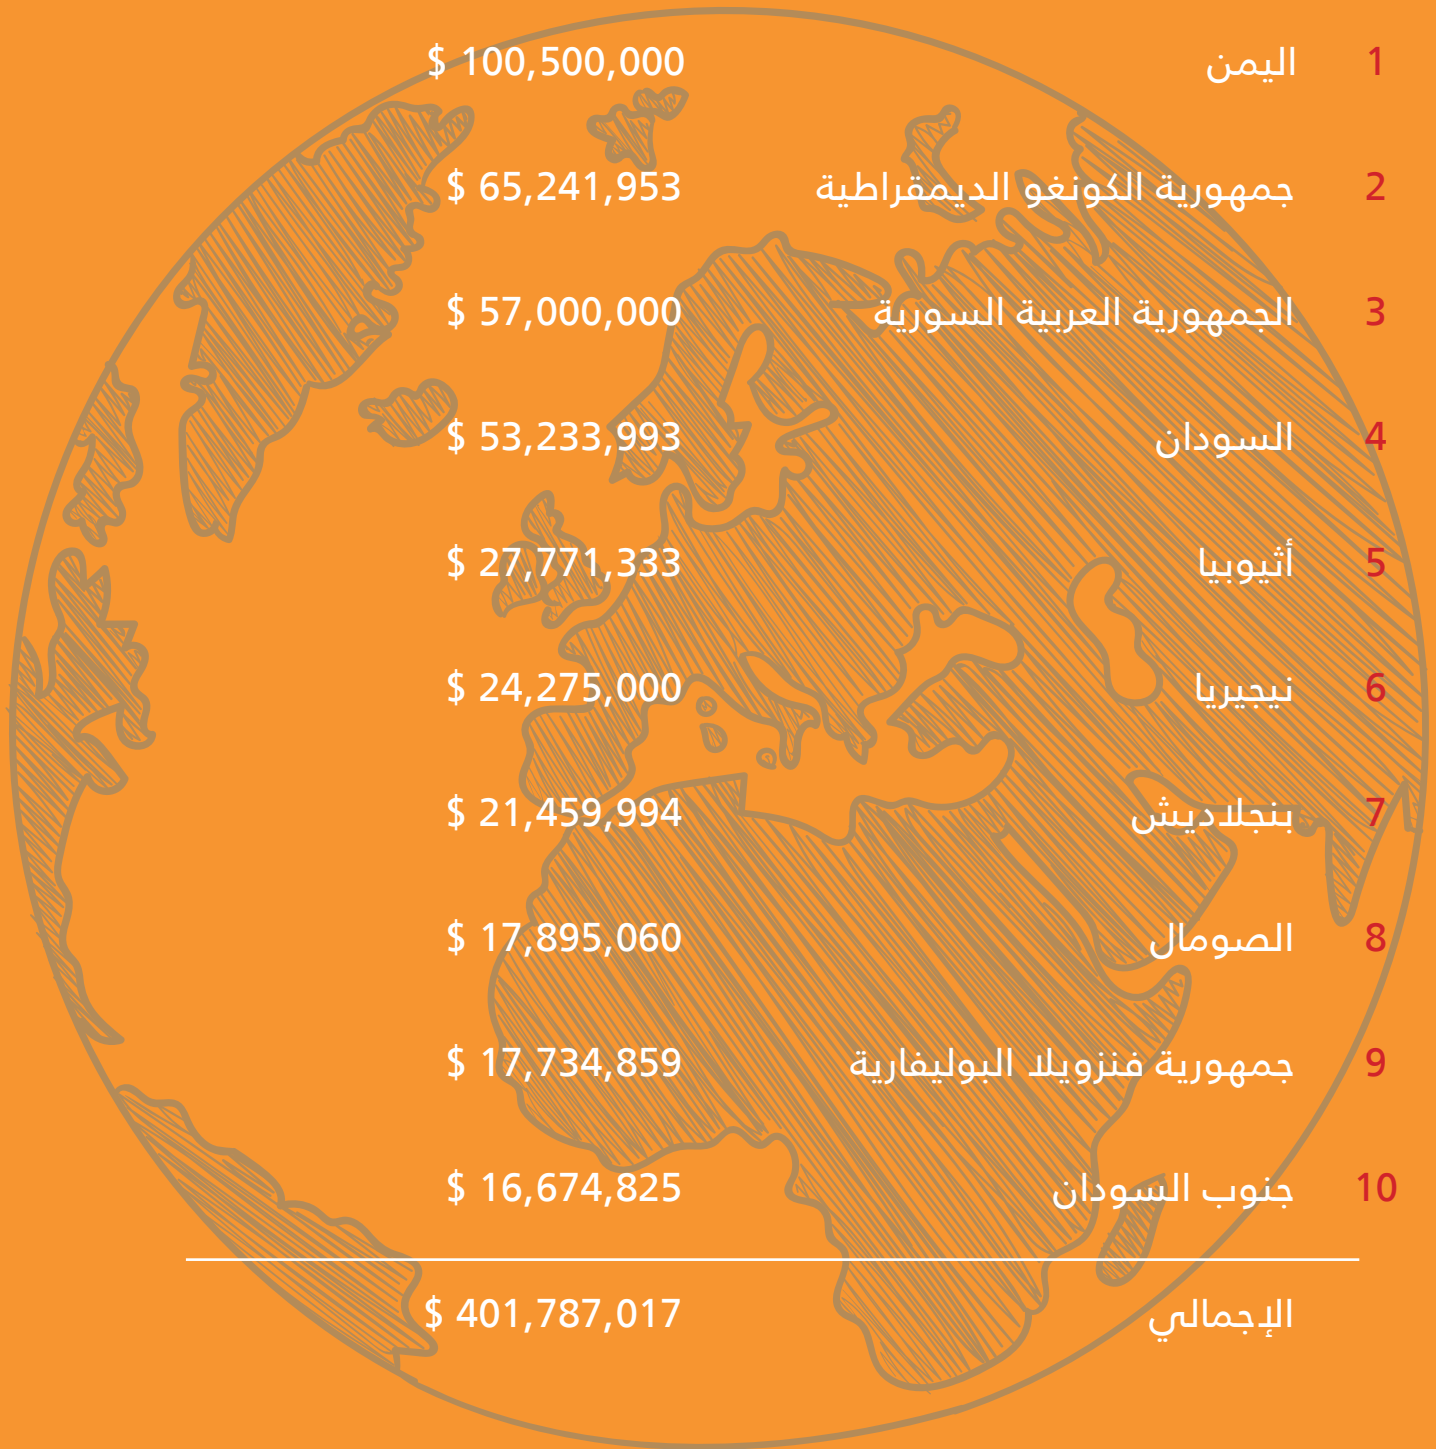 1 اليمن 100,500,000 $
2 جمهورية الكونغو الديمقراطية 65,241,953 $
3 الجمهورية العربية السورية 57,000,000 $
4 السودان 53,233,993 $
5 أثيوبيا 27,771,333 $
6 نيجيريا 24,275,000 $
7 بنجلاديش 21,459,994 $
8 الصومال 17,895,060 $
9 جمهورية فنزويلا البوليفارية 17,734,859 $
10 جنوب السودان 16,674,825 $
الإجمالي 401,787,017 $